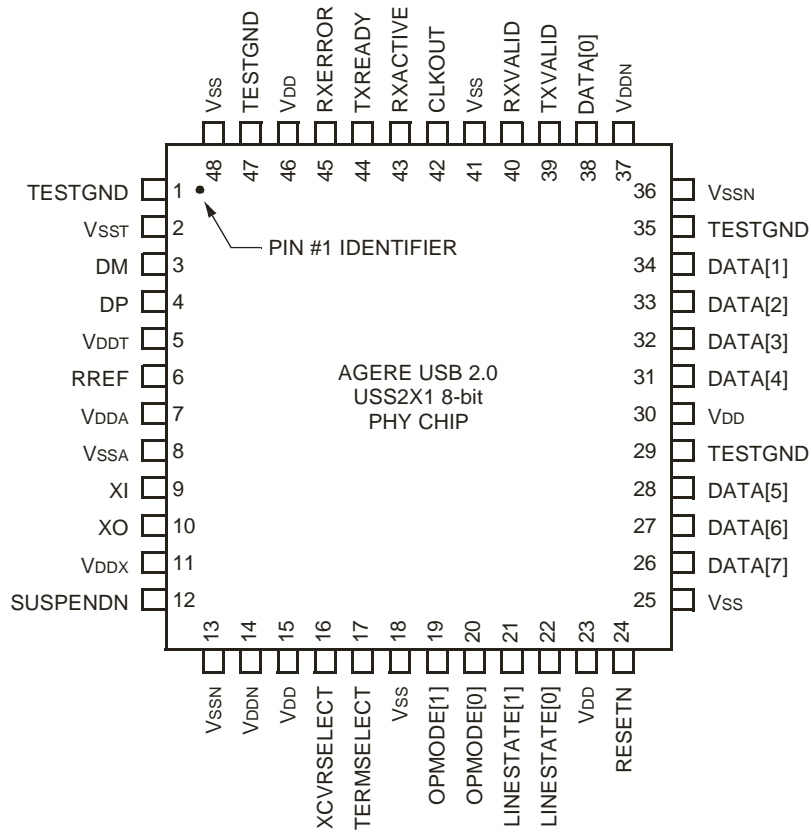 VSS
TESTGND
VDD
RXERROR
TXREADY
RXACTIVE
CLKOUT
VSS
RXVALID
TXVALID
DATA[0]
VDDN
48
47
46
45
44
43
42
41
40
39
38
37
TESTGND 1
VSST 2
DM 3
DP 4
VDDT 5
RREF 6
VDDA 7
VSSA 8
XI 9
XO 10
VDDX 11
SUSPENDN 12
PIN #1 IDENTIFIER
AGERE USB 2.0
USS2X1 8-bit
PHY CHIP
36 VSSN
35 TESTGND
34 DATA[1]
33 DATA[2]
32 DATA[3]
31 DATA[4]
30 VDD
29 TESTGND
28 DATA[5]
27 DATA[6]
26 DATA[7]
25 VSS
13
14
15
16
17
18
19
20
21
22
23
24
VSSN
VDDN
VDD
XCVRSELECT
TERMSELECT
VSS
OPMODE[1]
OPMODE[0]
LINESTATE[1]
LINESTATE[0]
VDD
RESETN